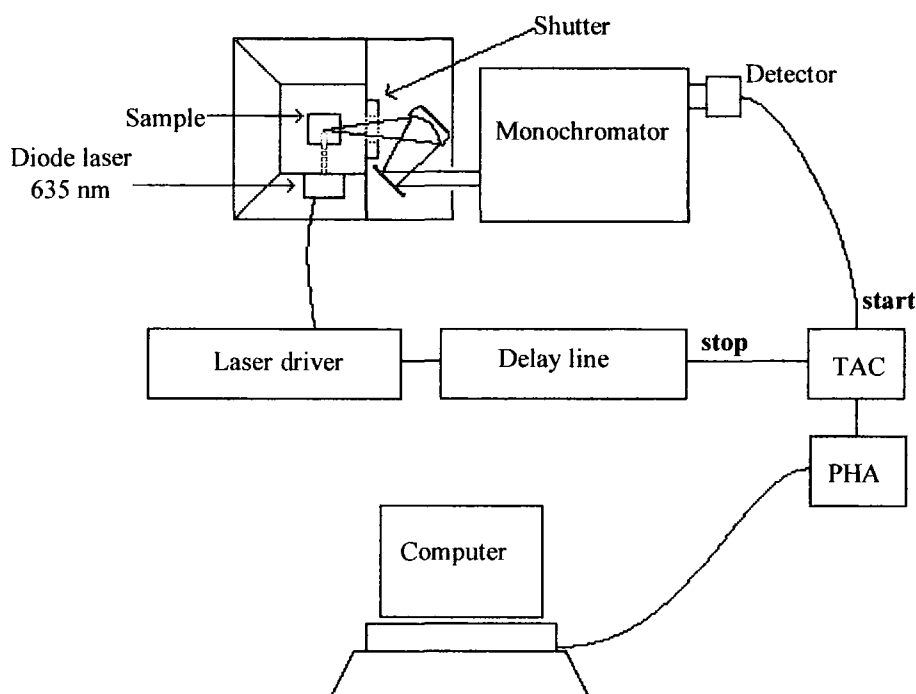 Shutter
Detector
Sample
Monochromator
Diode laser
635 nm
start
stop
Laser driver
Delay line
TAC
PHA
Computer